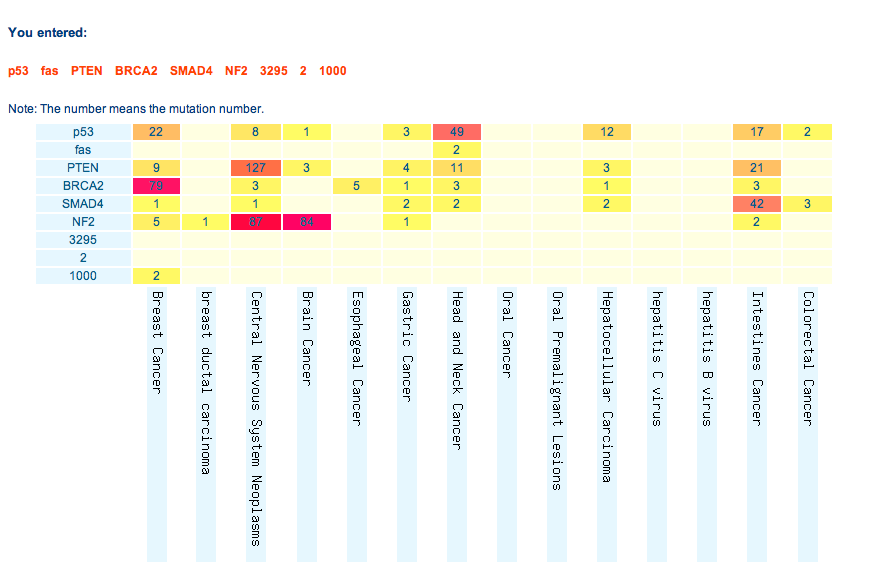 You entered:
p53 fas PTEN BRCA2 SMAD4 NF2 3295 2 1000
Note: The number means the mutation number.
p53 22 8 1 3 49 12 17 2
fas 2
PTEN 9 127 3 4 11 3 21
BRCA2 79 3 5 1 3 1 3
SMAD4 1 1 2 2 2 42 3
NF2 5 1 87 84 1 2
3295
2
1000 2
Breast Cancer
breast ductal carcinoma
Central Nervous System Neoplasms
Brain Cancer
Esophageal Cancer
Gastric Cancer
Head and Neck Cancer
Oral Cancer
Oral Premalignant Lesions
Hepatocellular Carcinoma
hepatitis C virus
hepatitis B virus
Intestines Cancer
Colorectal Cancer